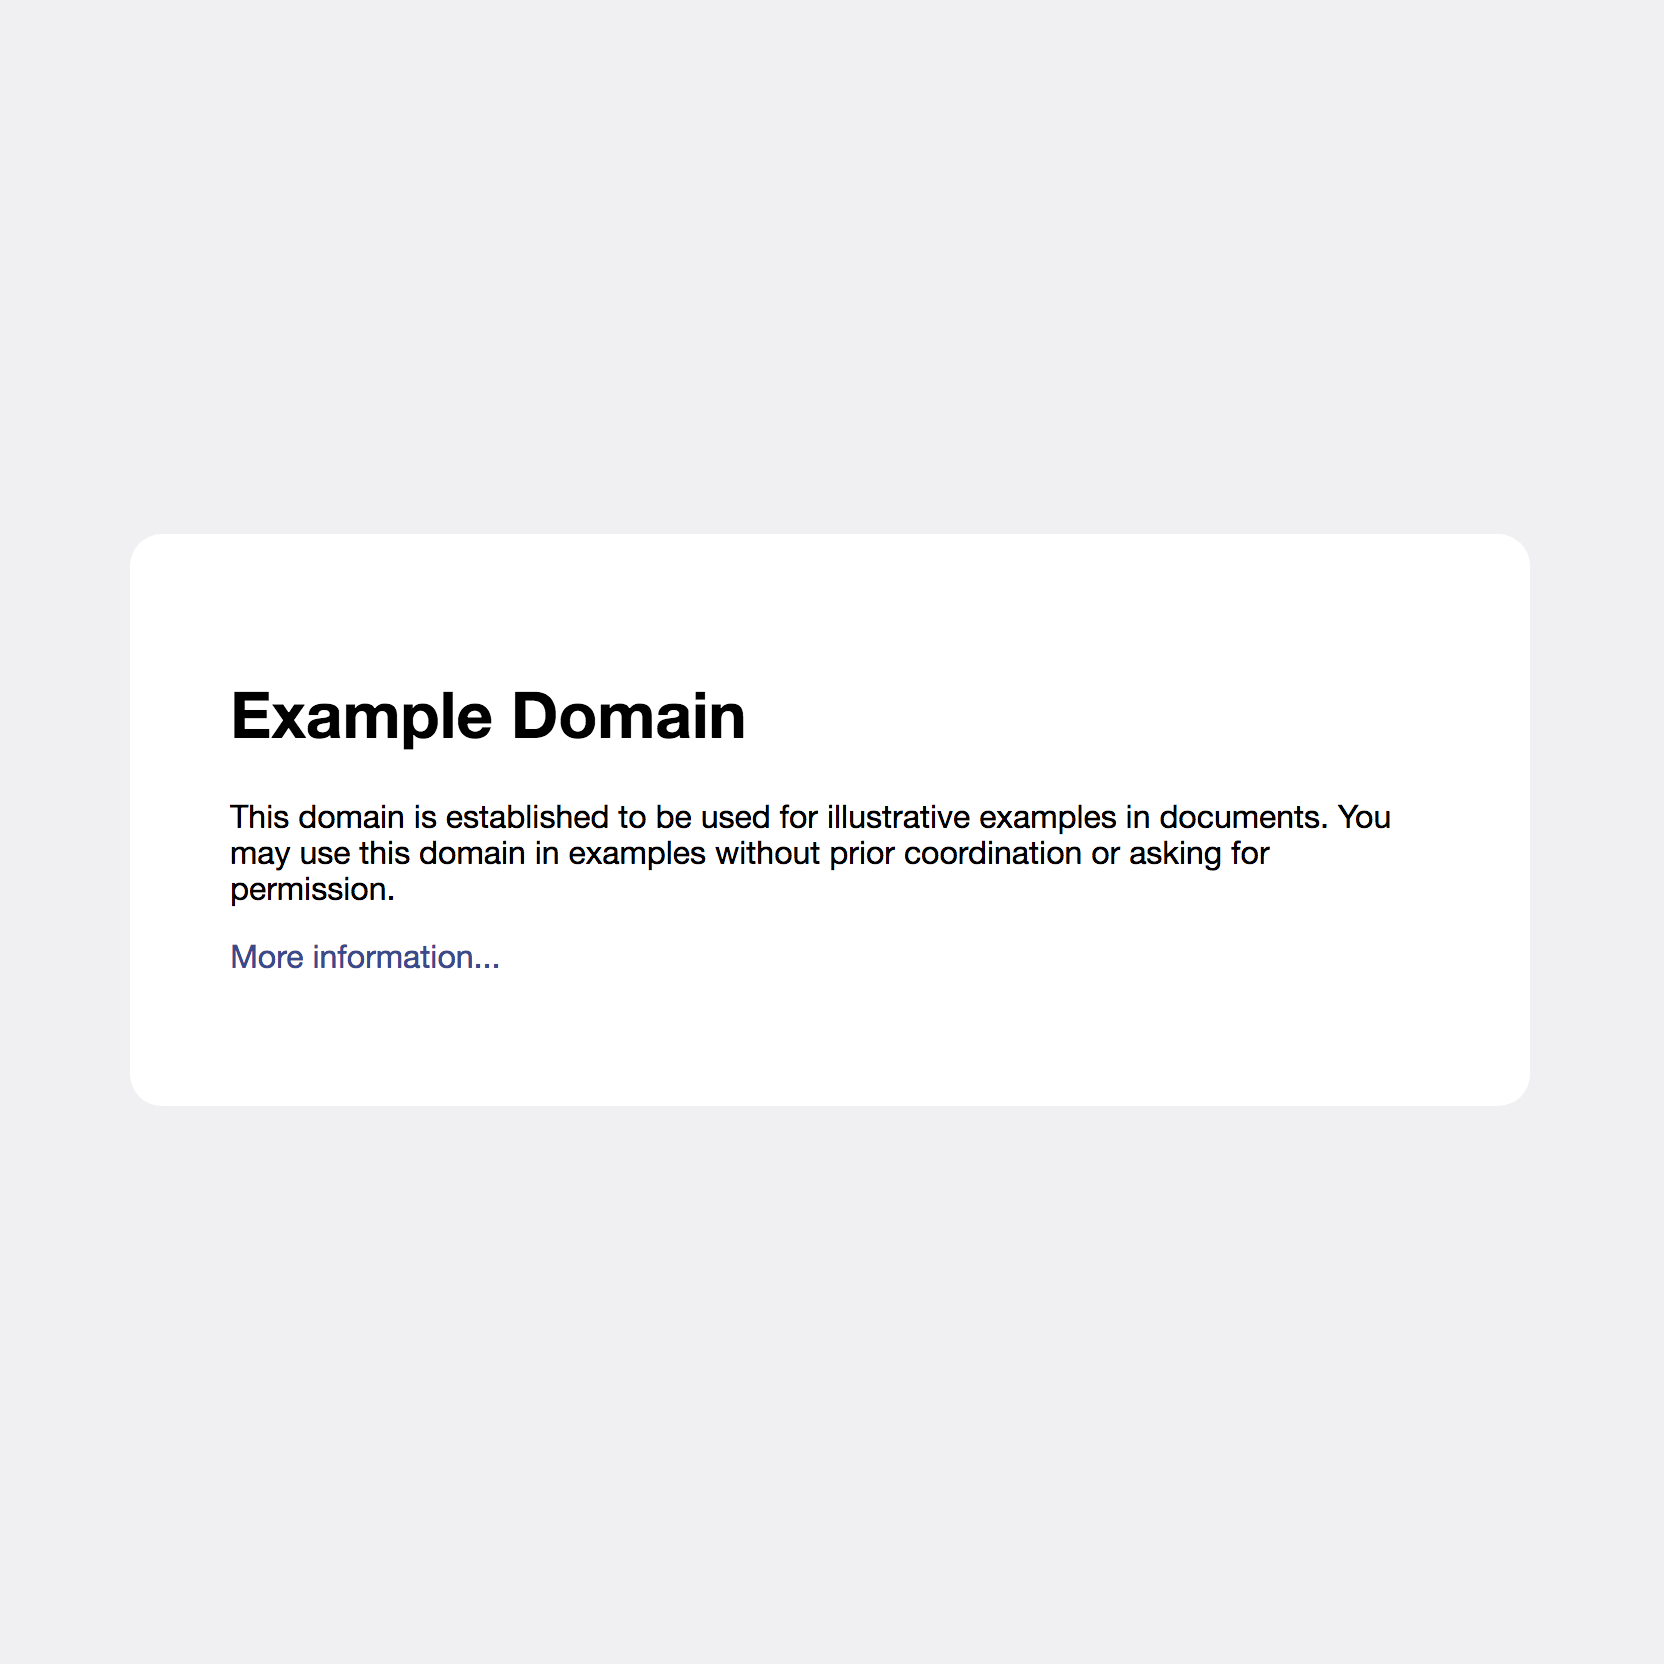 Example Domain
This domain is established to be used for illustrative examples in documents. You
may use this domain in examples without prior coordination or asking for
permission.
More information...